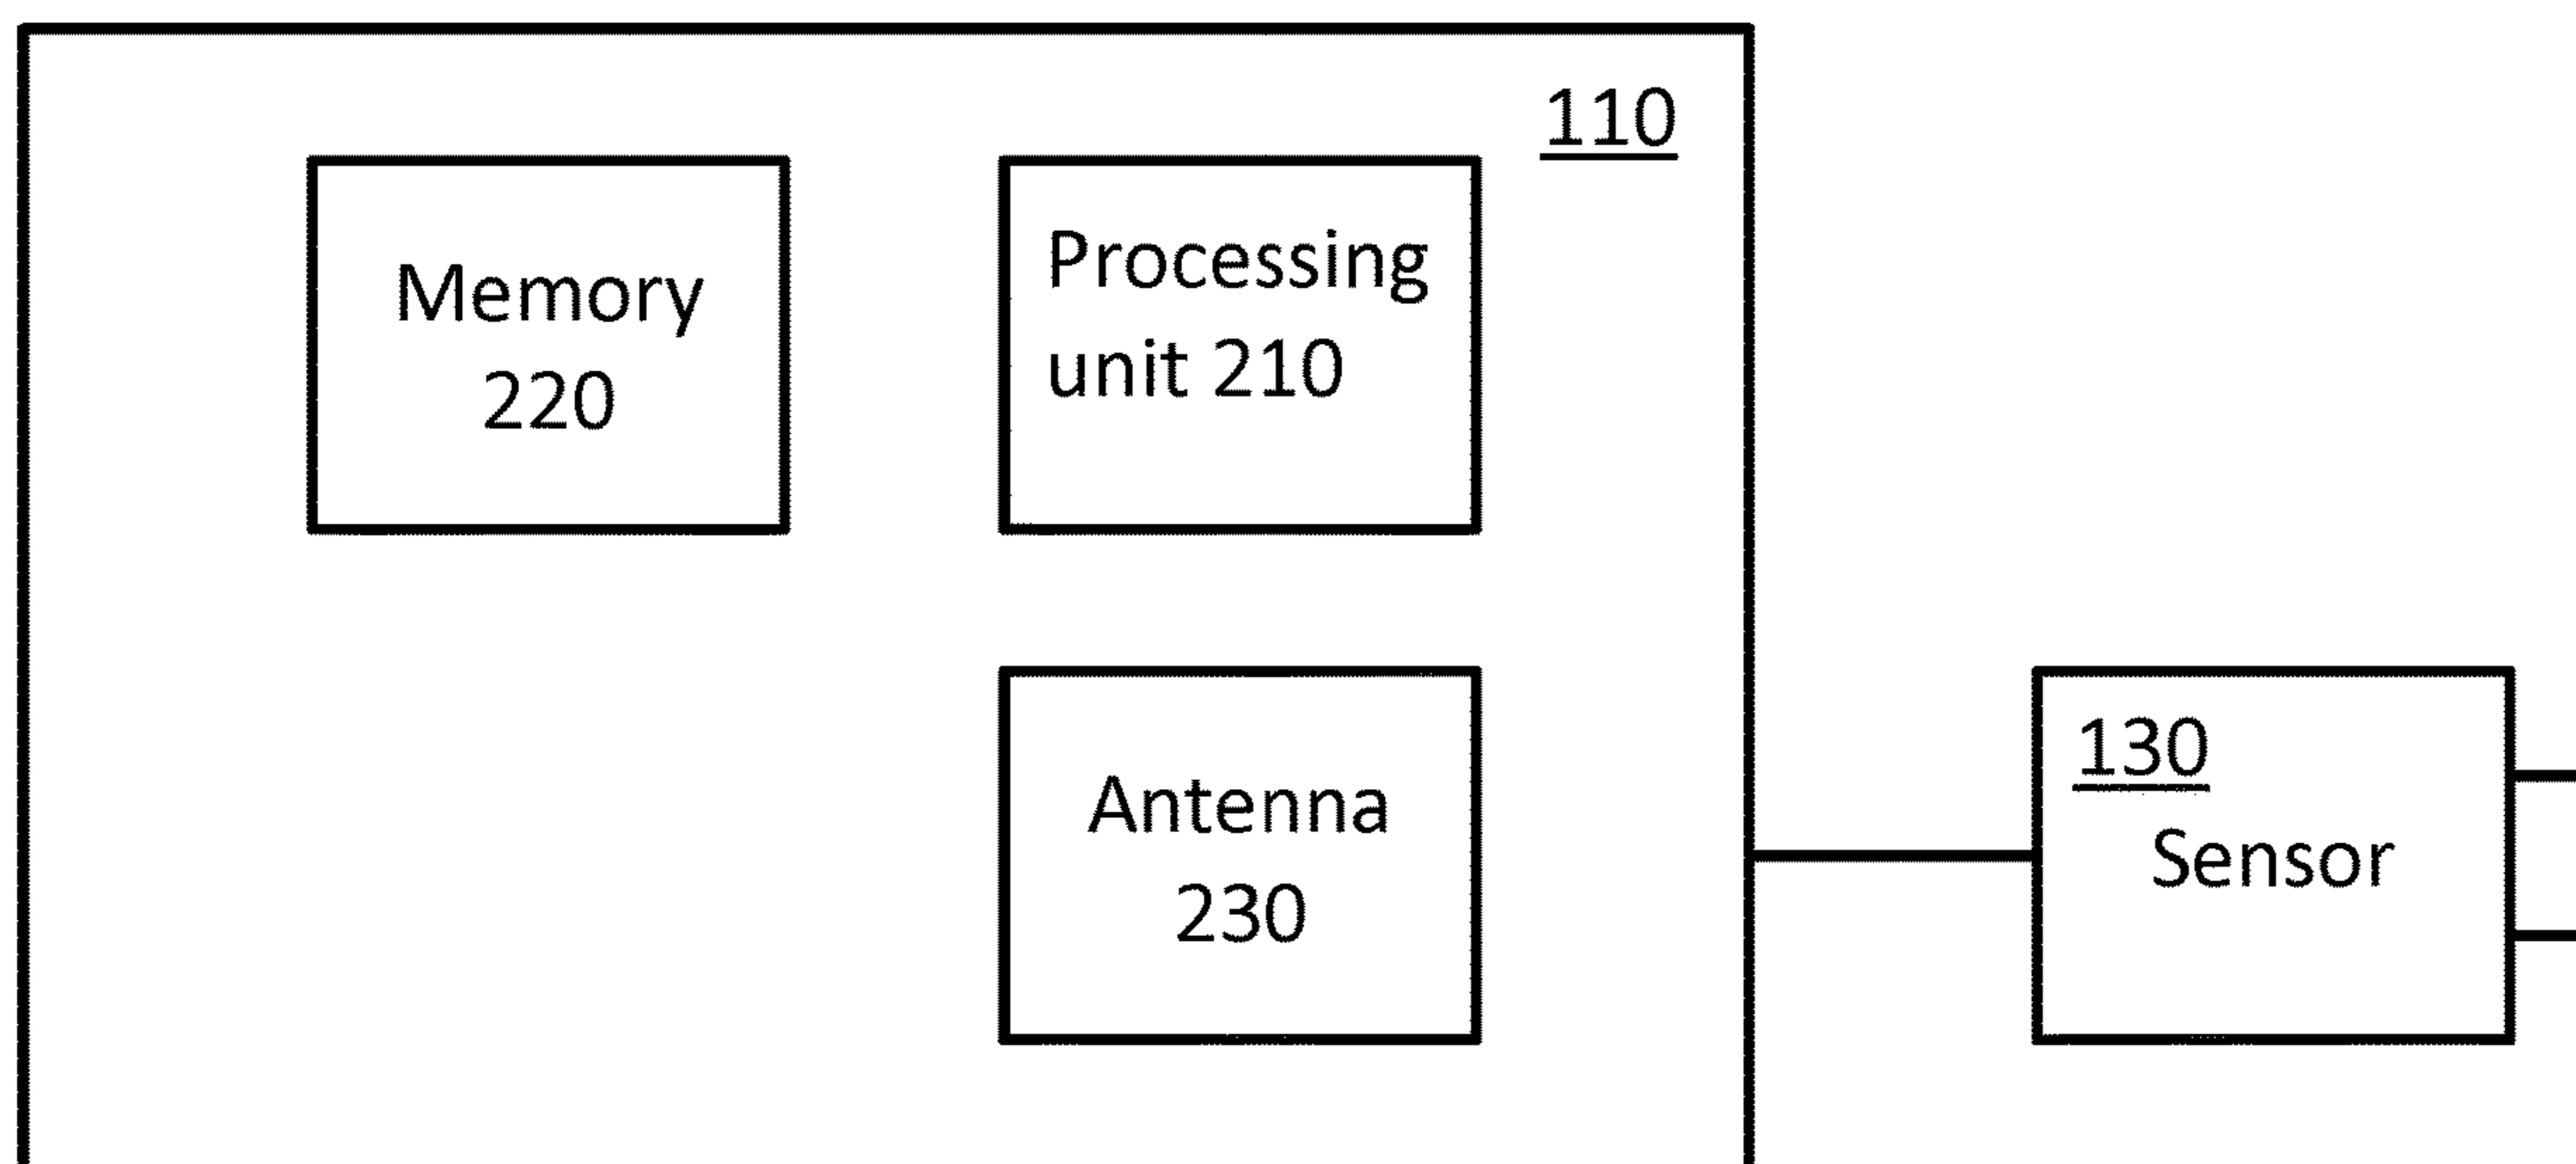 110
Memory
220
Processing
unit 210
Antenna
230
130
Sensor